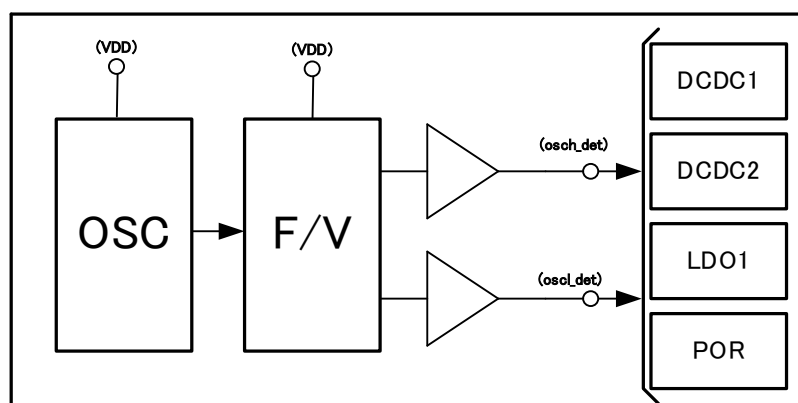 (VDD)
(VDD)
OSC
F/V
(osch_det)
(oscl_det)
DCDC1
DCDC2
LDO1
POR